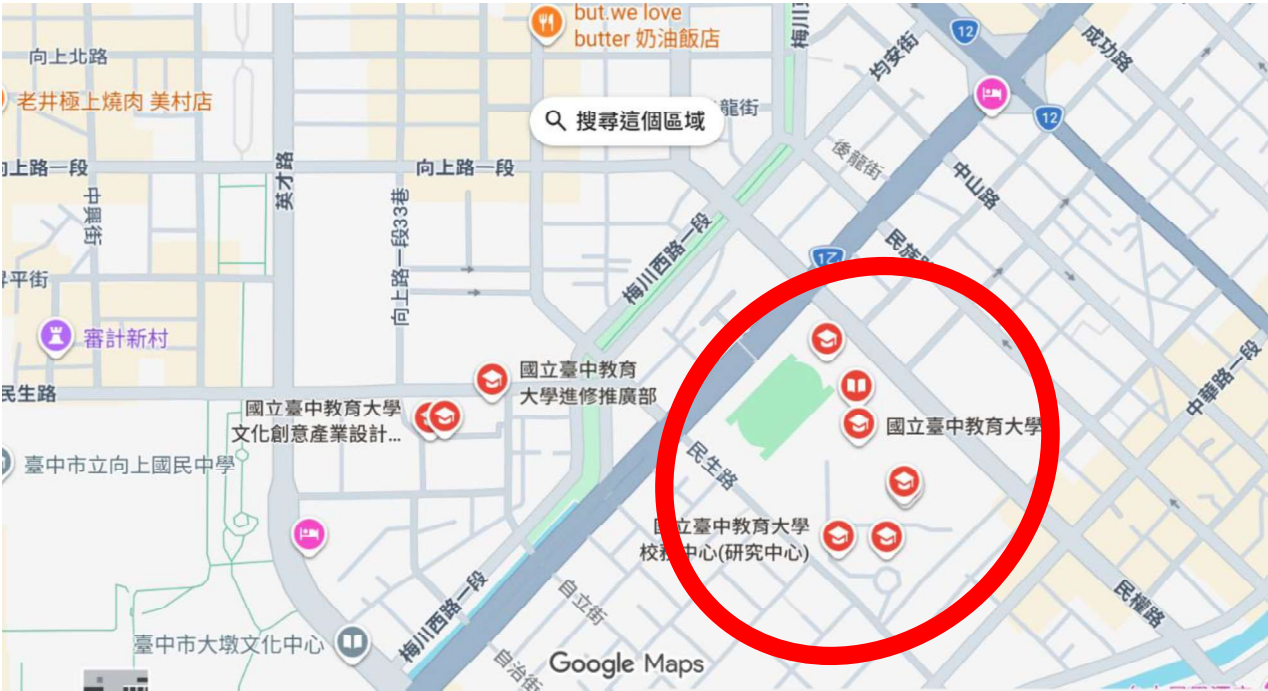 but.we love
butter 奶油飯店
向上北路
老井極上燒肉 美村店
搜尋這個區域
龍街
梅川
均安街
12
成功路
12
向上路一段
向上路一段
中興街
英才路
向上路一段33巷
後龍街
中山路
梅川西路一段
民族路
12
昇平街
審計新村
民生路
國立臺中教育
大學進修推廣部
國立臺中教育大學
文化創意產業設計...
臺中市立向上國民中學
國立臺中教育大學
中華路一段
民生路
國立臺中教育大學
校務中心(研究中心)
自立街
民權路
梅川西路一段
臺中市大墩文化中心
自治街
Google Maps